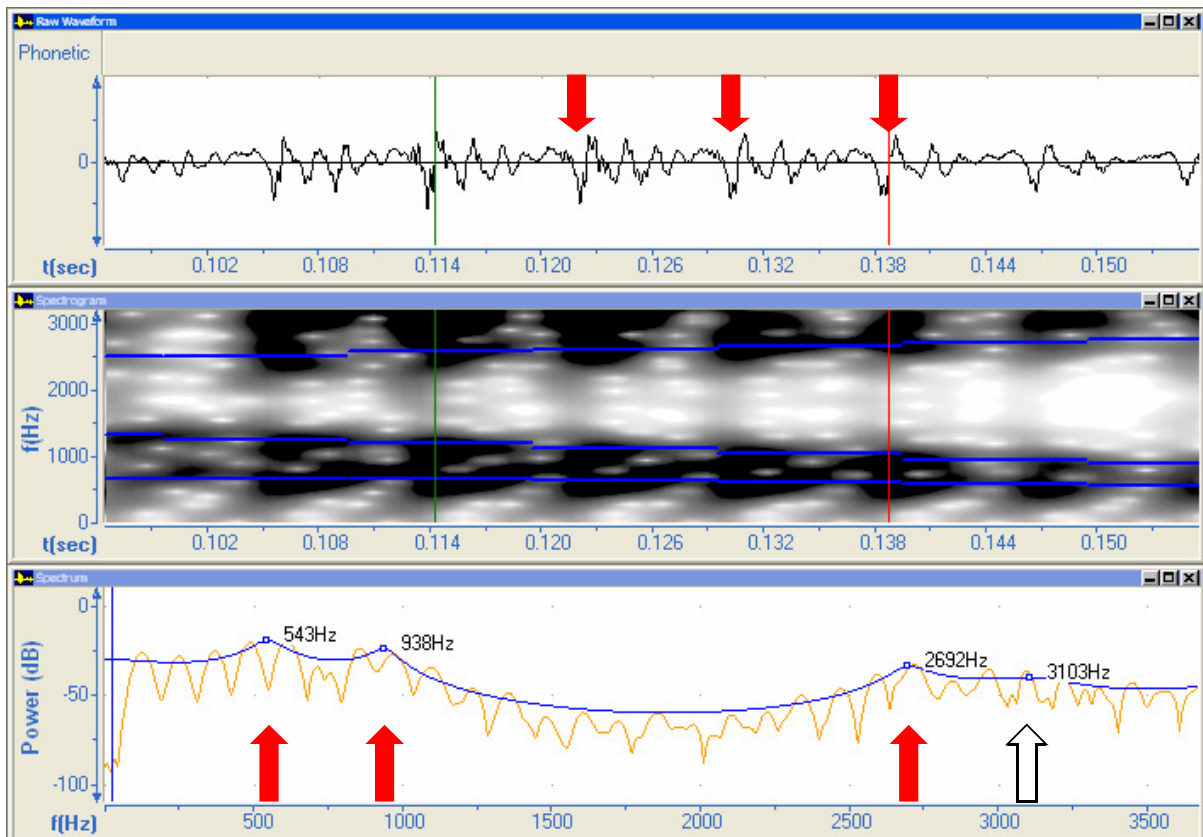 Raw Waveform
Phonetic
0
t(sec) 0.102 0.108 0.114 0.120 0.126 0.132 0.138 0.144 0.150
Spectrogram
3000
2000
1000
0
f(Hz)
t(sec) 0.102 0.108 0.114 0.120 0.126 0.132 0.138 0.144 0.150
Spectrum
0
-50
-100
Power (dB)
543Hz 938Hz 2692Hz 3103Hz
f(Hz) 500 1000 1500 2000 2500 3000 3500